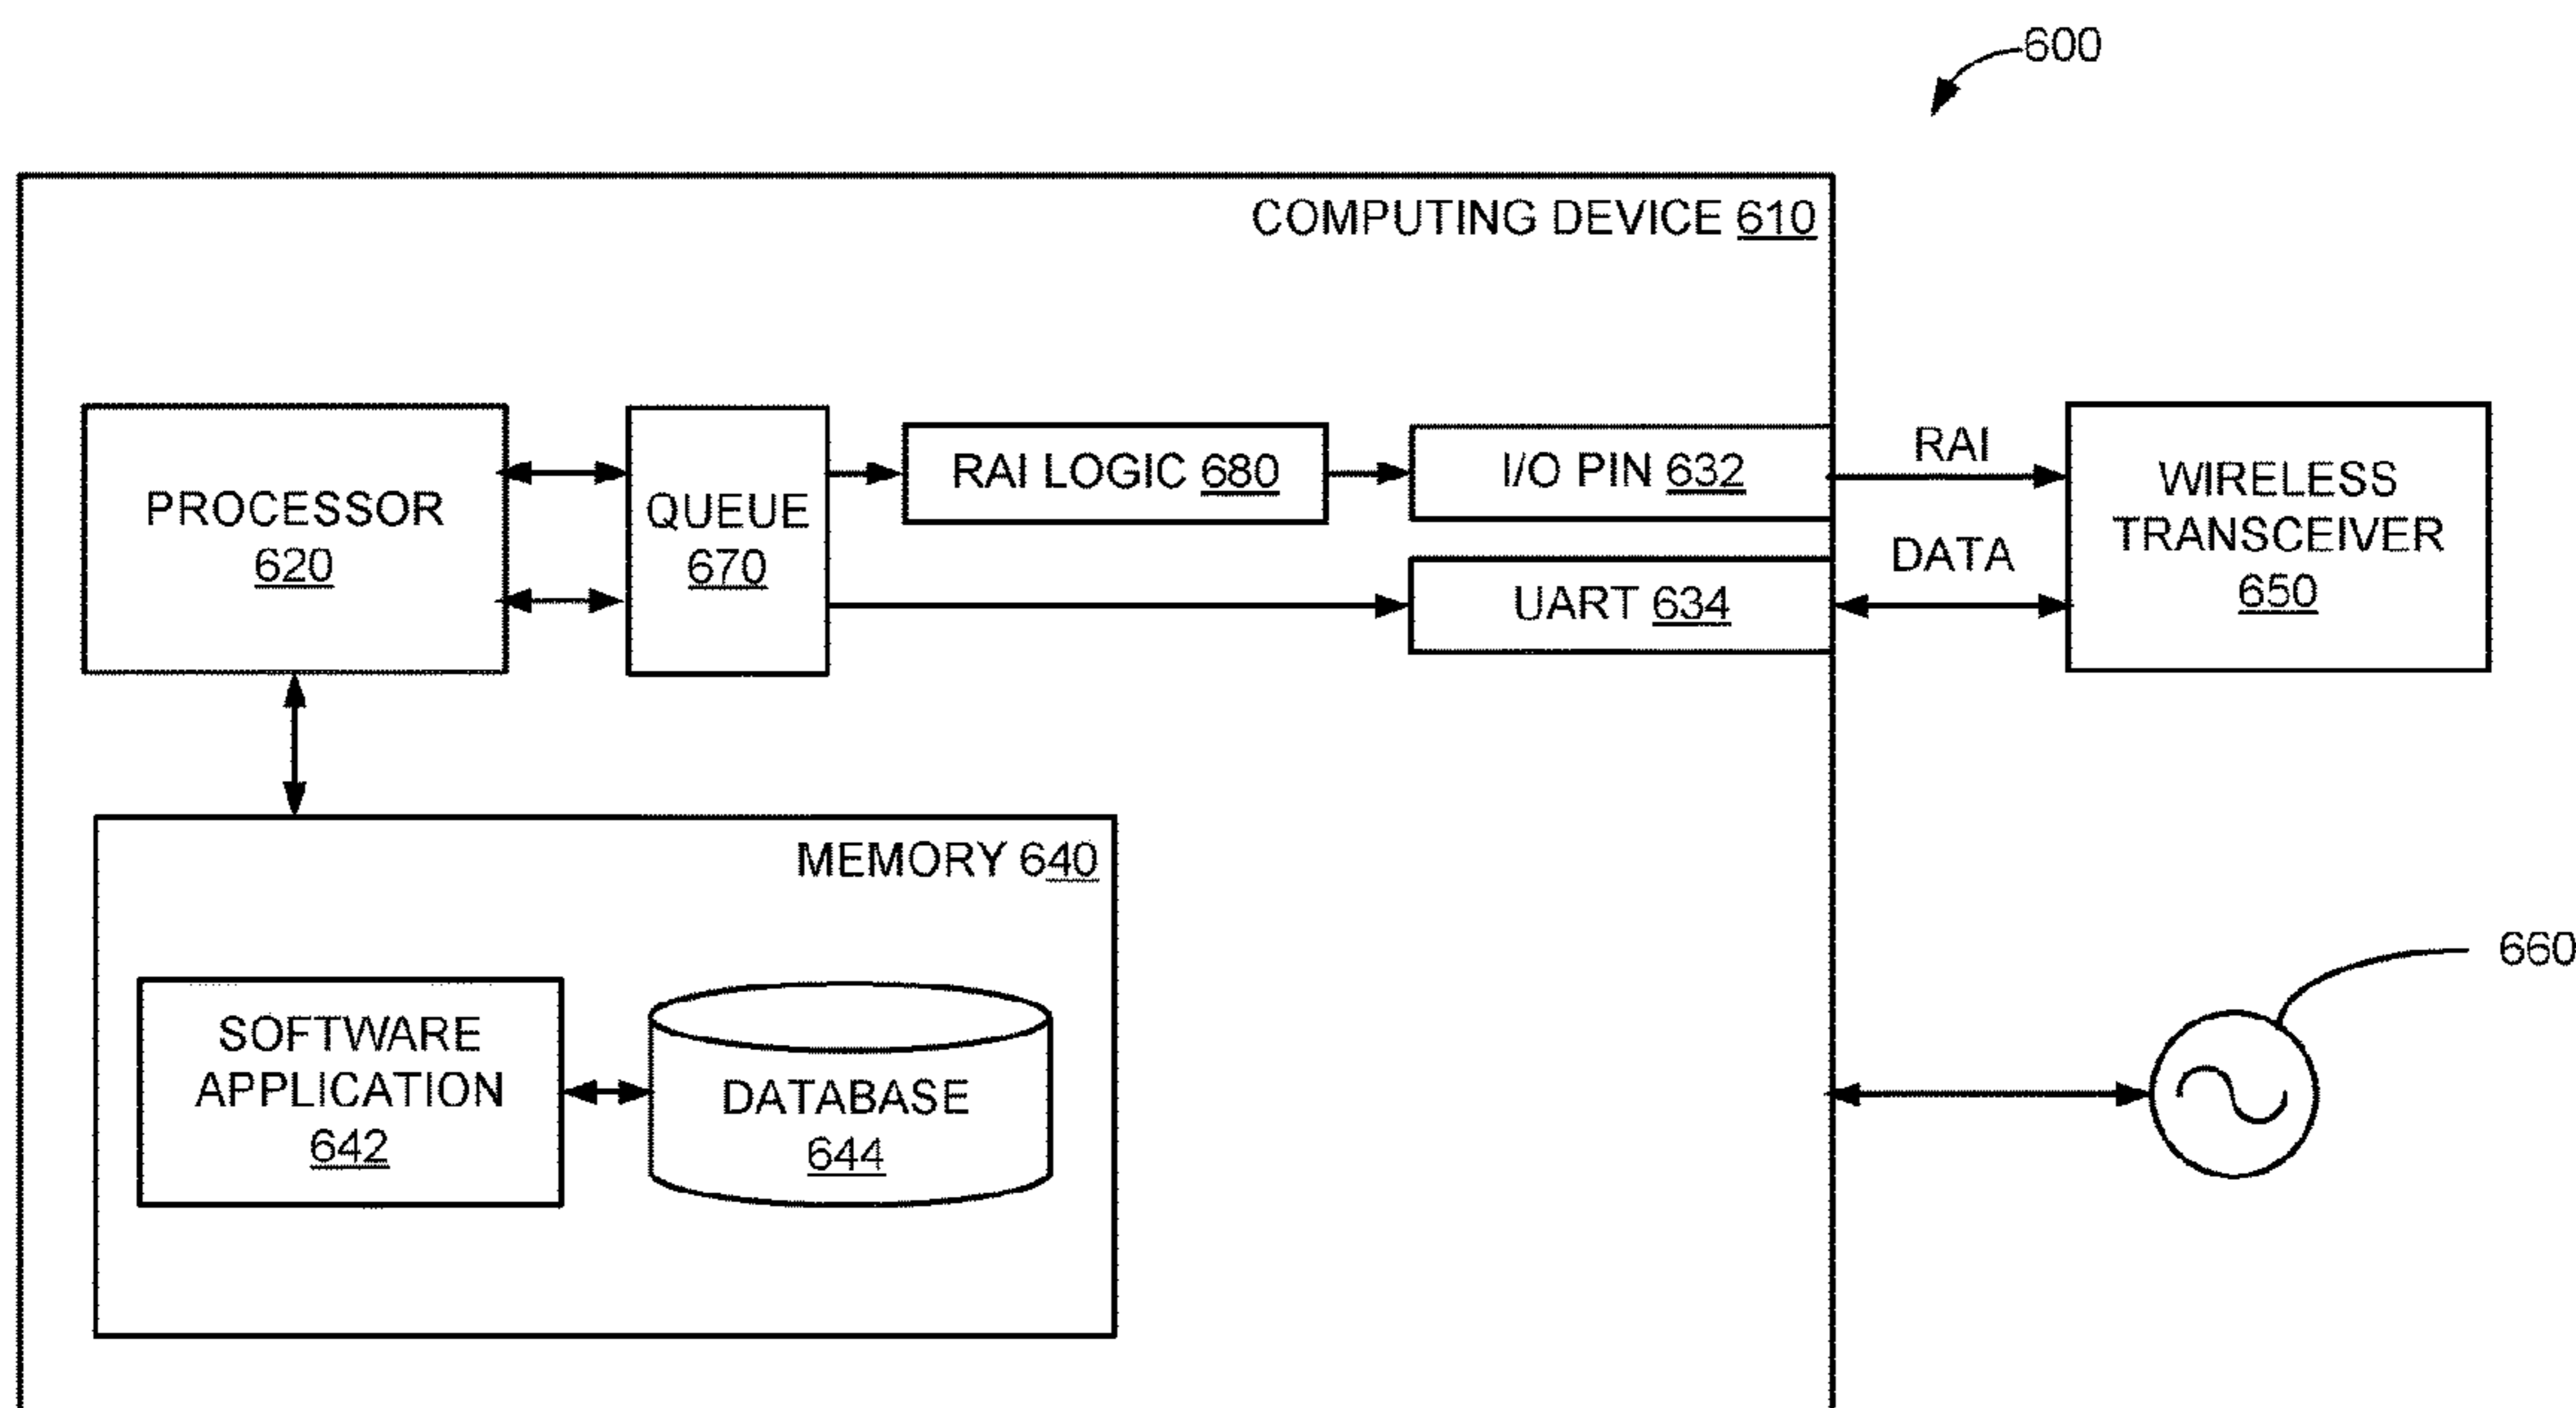 600
COMPUTING DEVICE 610
PROCESSOR
620
QUEUE
670
RAI LOGIC 680
I/O PIN 632
UART 634
RAI
DATA
WIRELESS
TRANSCEIVER
650
MEMORY 640
SOFTWARE
APPLICATION
642
DATABASE
644
660